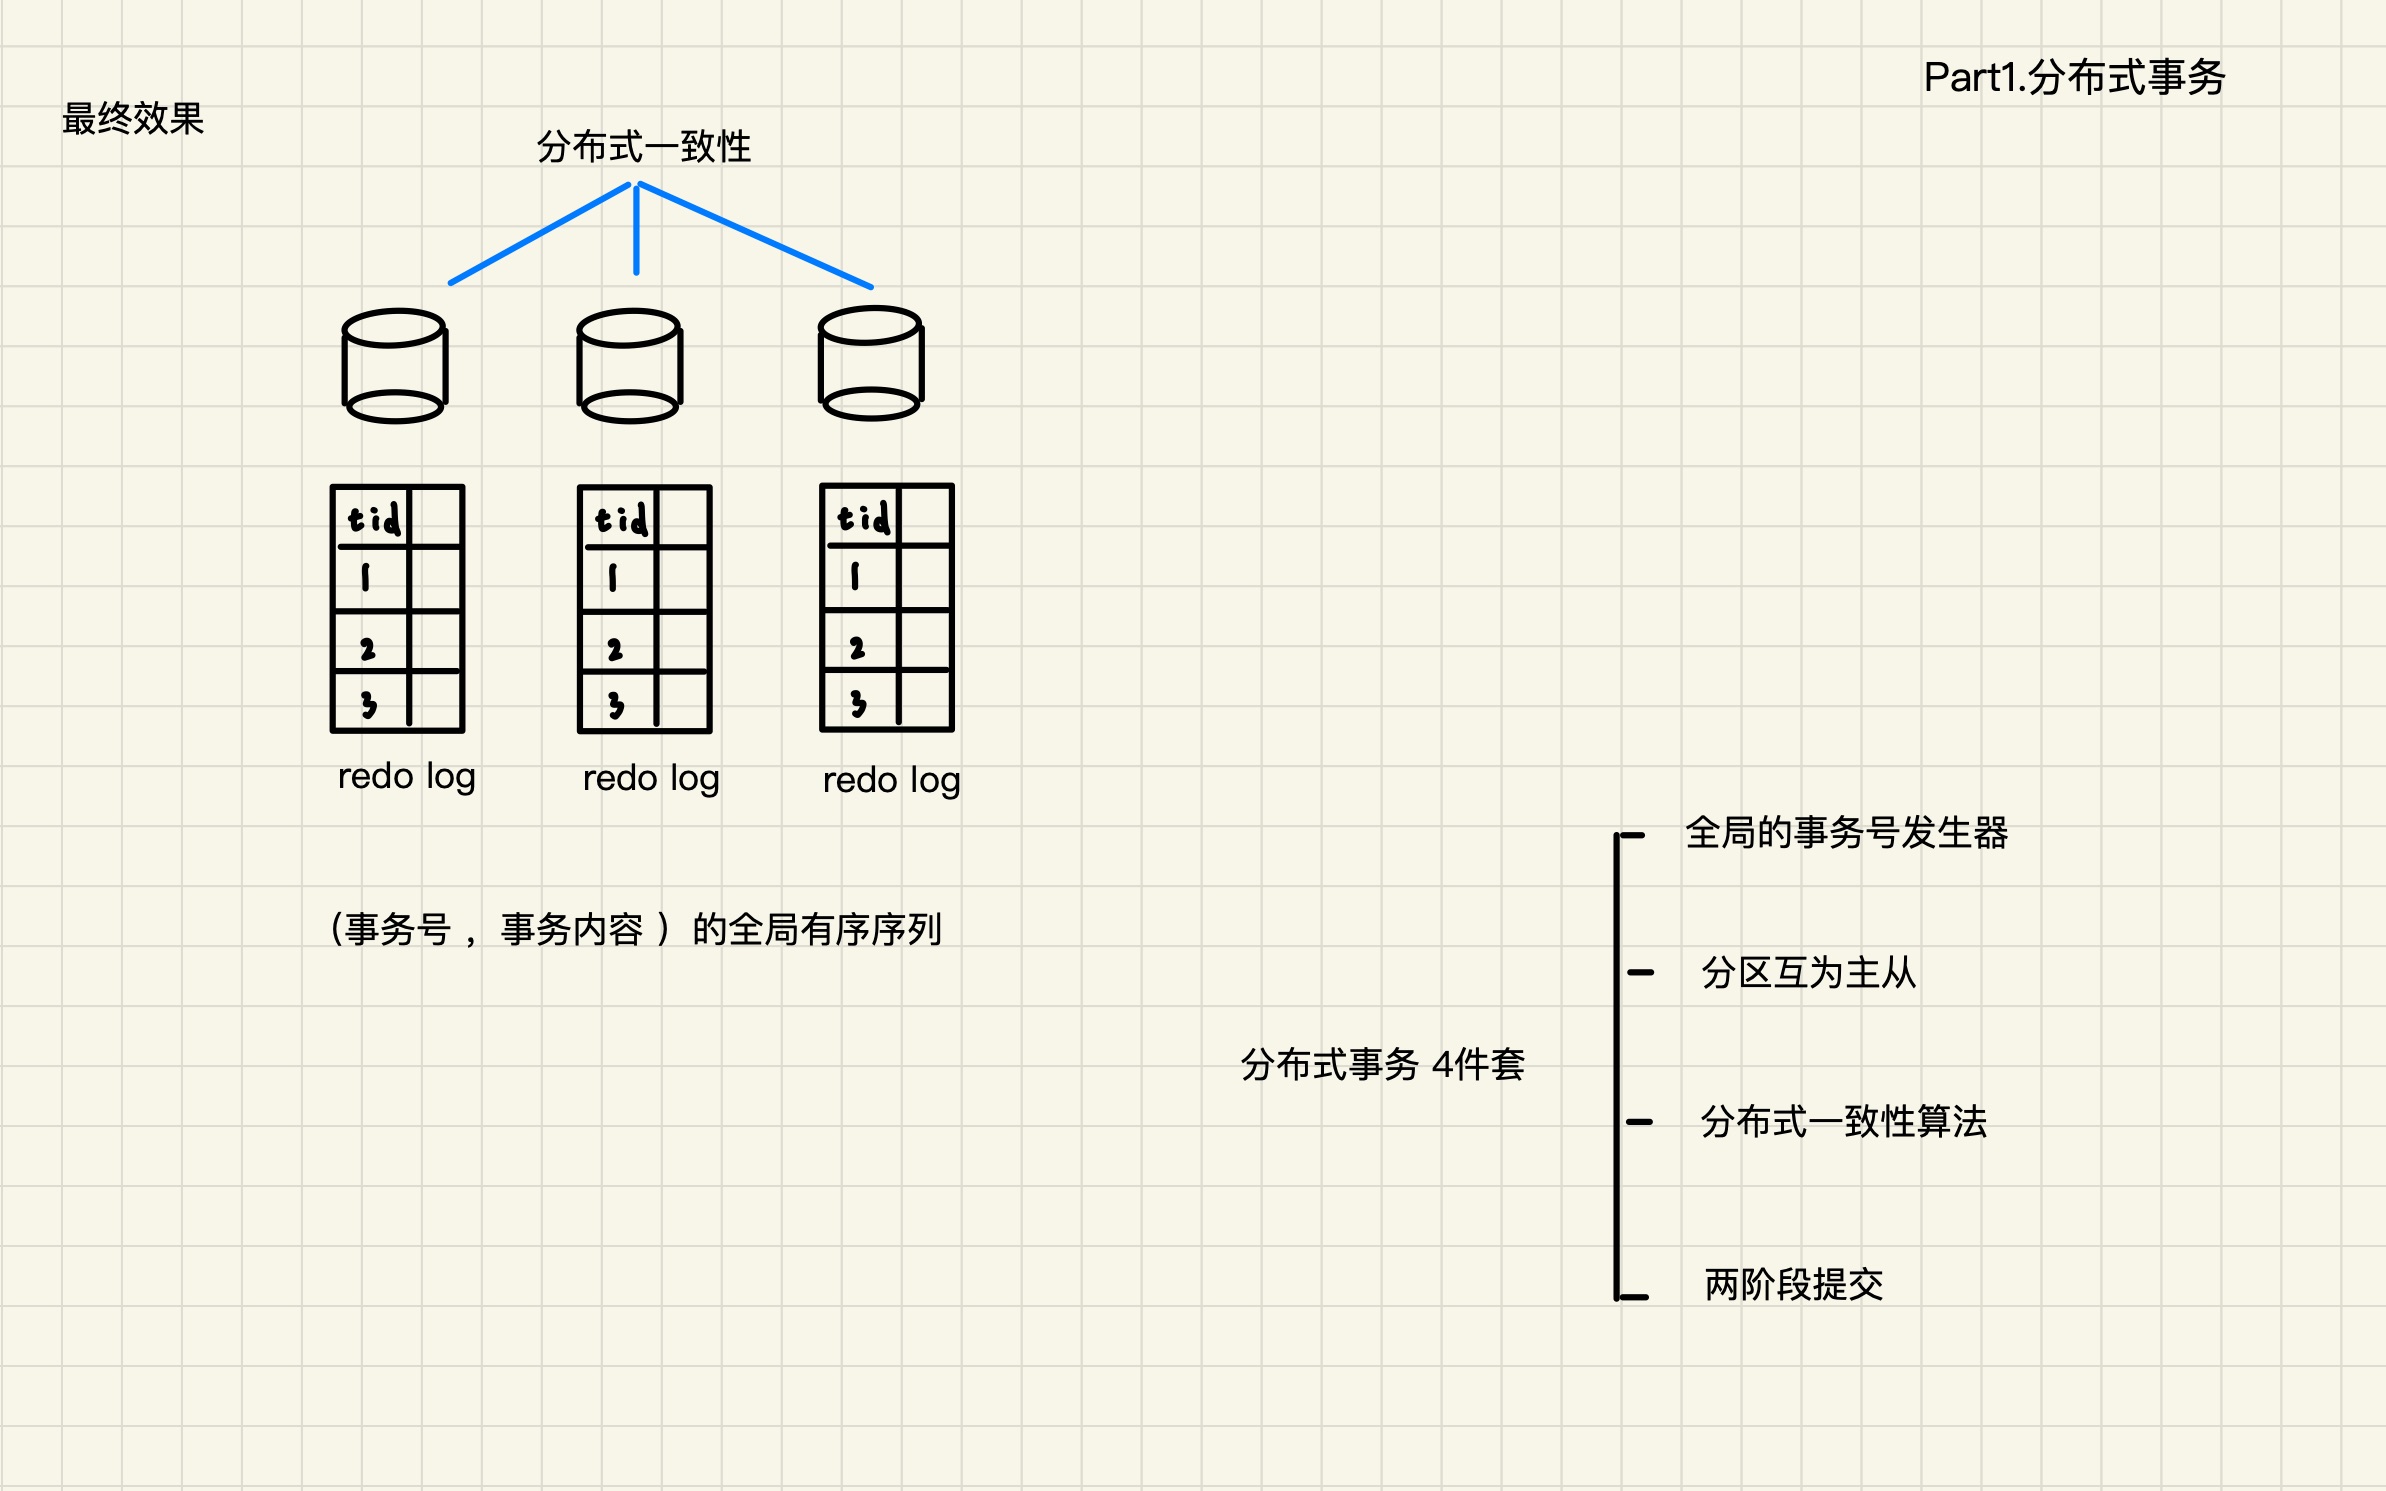 Part1.分布式事务
最终效果
分布式一致性
tid
1
2
3
redo log
tid
1
2
3
redo log
tid
1
2
3
redo log
(事务号，事务内容）的全局有序序列
分布式事务 4件套
全局的事务号发生器
分区互为主从
分布式一致性算法
两阶段提交